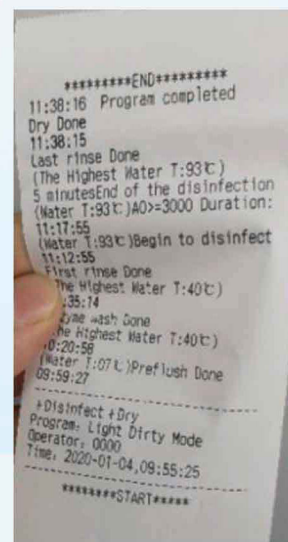 *********END*********
11:38:16 Program completed
Dry Done
11:38:15
Last rinse Done
(The Highest Water T:93℃)
5 minutesEnd of the disinfection
(Water T:93℃)A0>=3000 Duration:
11:17:55
(Water T:93℃)Begin to disinfect
11:12:55
First rinse Done
The Highest Water T:40℃)
:35:14
wash Done
Highest Water T:40℃)
0:20:58
(Water T:07℃)Preflush Done
09:59:27
--------------------------------
+Disinfect+Dry
Program: Light Dirty Mode
Operator: 0000
Time: 2020-01-04,09:55:25
--------------------------------
********START*****